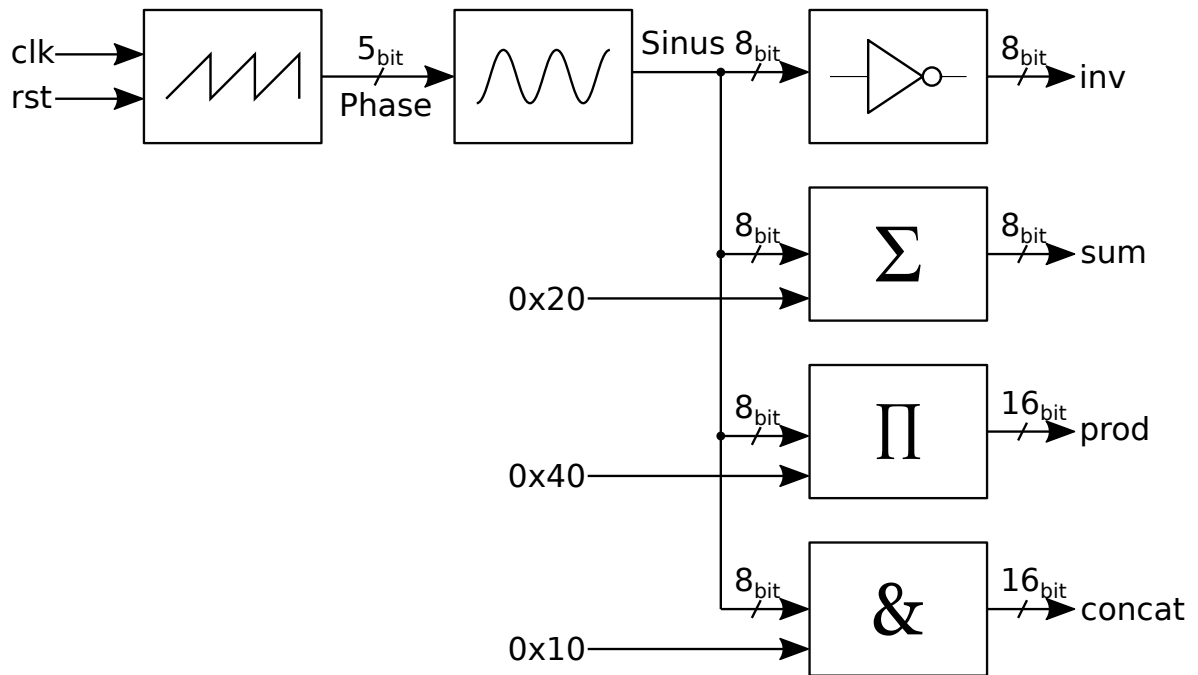 clk
rst
5bit
Phase
Sinus 8bit
8bit
inv
8bit
0x20
Σ
8bit
sum
8bit
0x40
∏
16bit
prod
8bit
0x10
&
16bit
concat